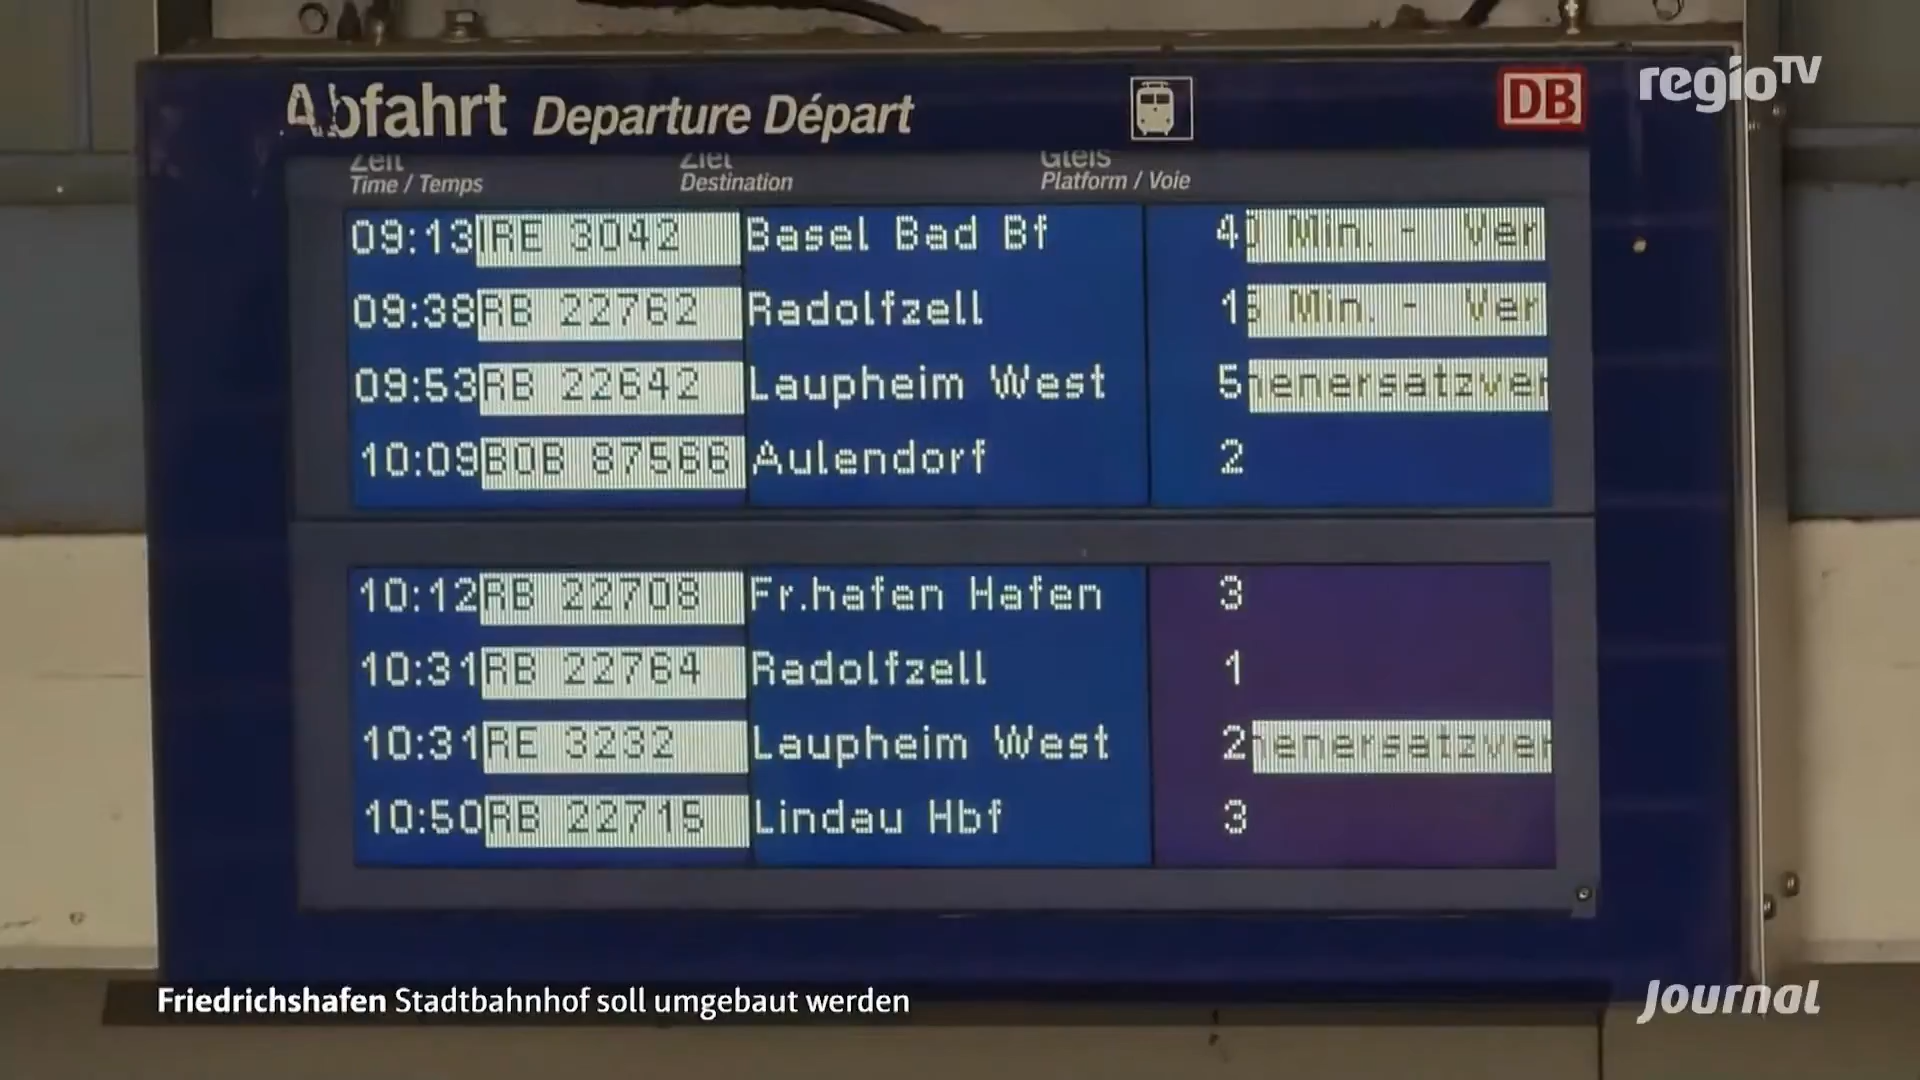 Abfahrt Departure Départ
DB
regioTV
Zeit Ziel Gleis
Time / Temps Destination Platform / Voie
09:13 IRE 3042 Basel Bad Bf 4 Min. - Ver
09:38 RB 22762 Radolfzell 1 Min. - Ver
09:53 RB 22642 Laupheim West 5 enersatzver
10:09 BOB 87566 Aulendorf 2
10:12 RB 22708 Fr.hafen Hafen 3
10:31 RB 22764 Radolfzell 1
10:31 RE 3232 Laupheim West 2 enersatzver
10:50 RB 22715 Lindau Hbf 3
Friedrichshafen Stadtbahnhof soll umgebaut werden
Journal